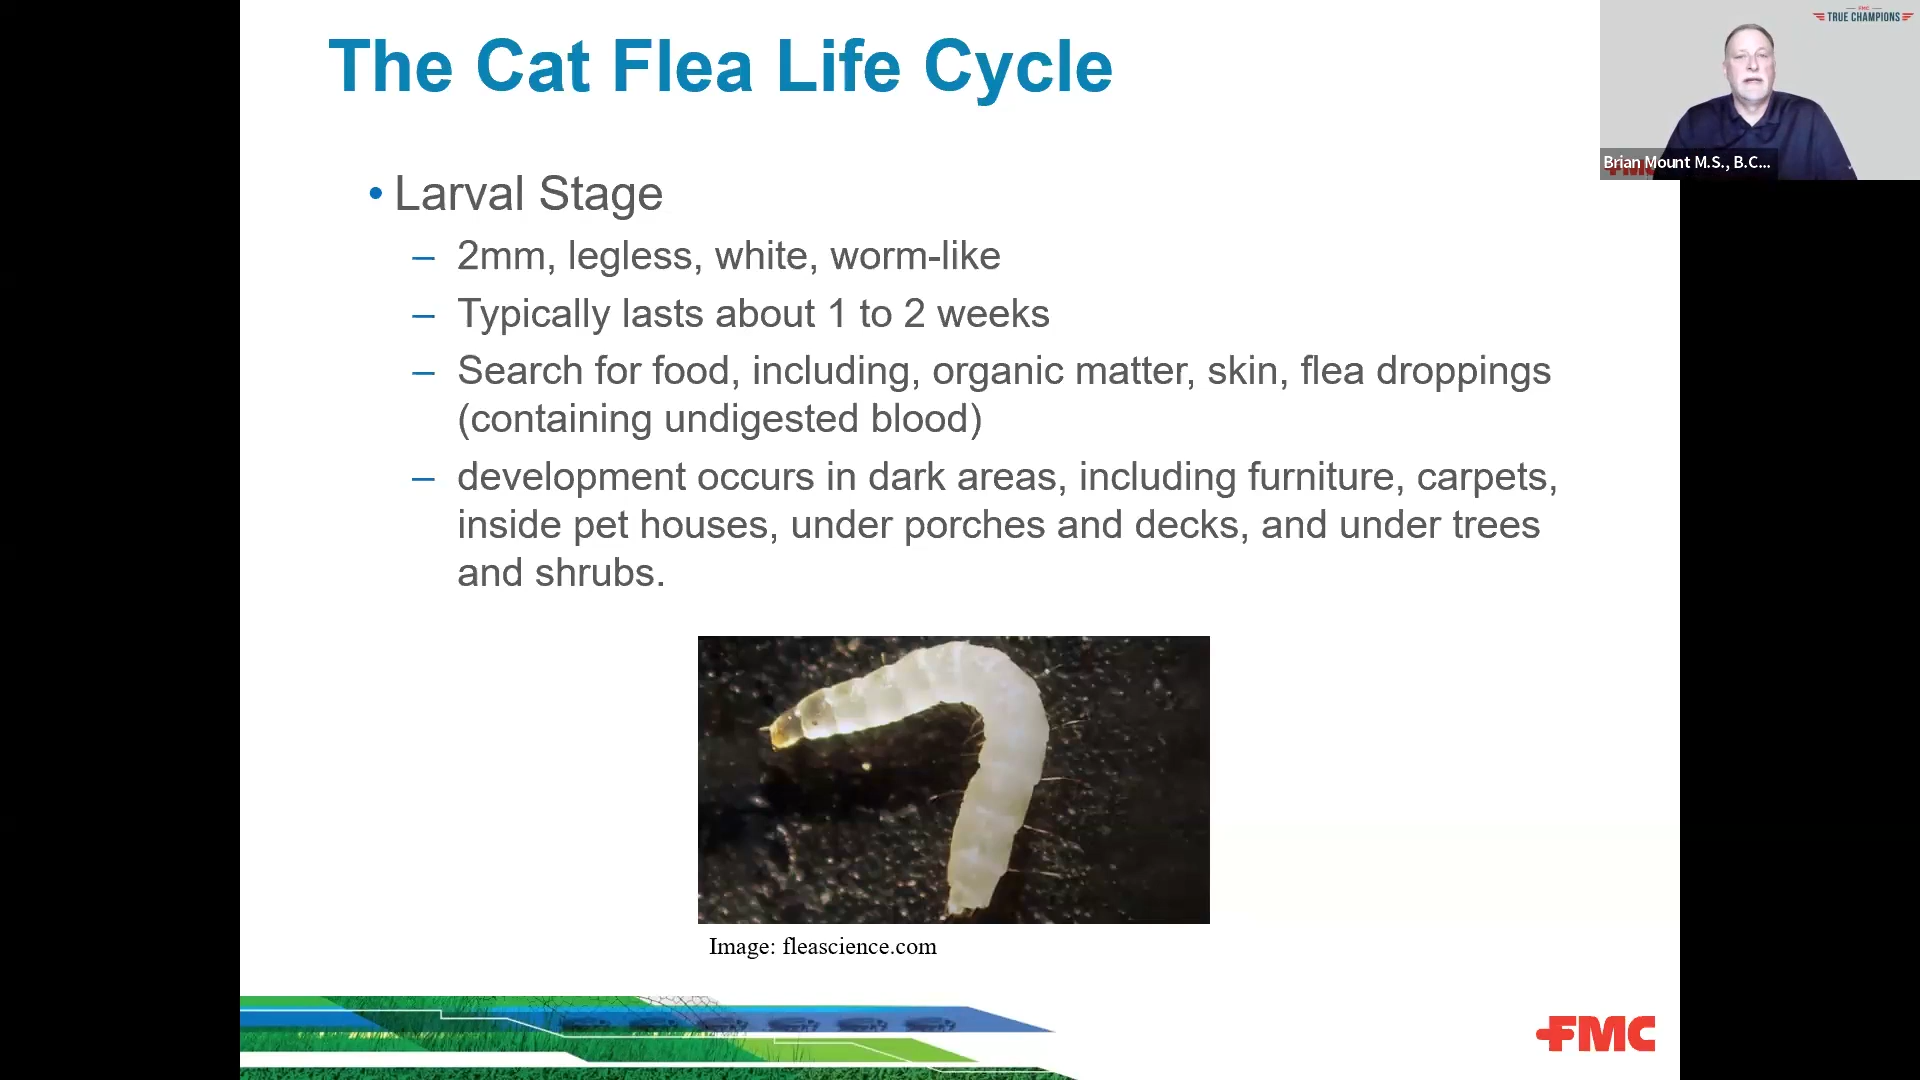 The Cat Flea Life Cycle
FMC
TRUE CHAMPIONS
Brian Mount M.S., B.C...
• Larval Stage
– 2mm, legless, white, worm-like
– Typically lasts about 1 to 2 weeks
– Search for food, including, organic matter, skin, flea droppings
(containing undigested blood)
– development occurs in dark areas, including furniture, carpets,
inside pet houses, under porches and decks, and under trees
and shrubs.
Image: fleascience.com
FMC